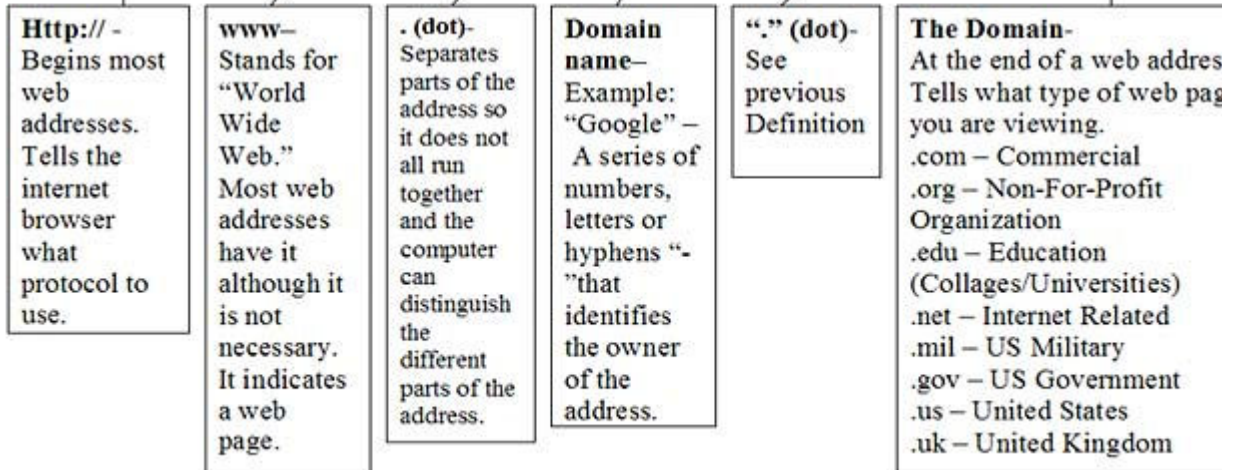 Http:// -
Begins most
web
addresses.
Tells the
internet
browser
what
protocol to
use.
www–
Stands for
“World
Wide
Web.”
Most web
addresses
have it
although it
is not
necessary.
It indicates
a web
page.
. (dot)-
Separates
parts of the
address so
it does not
all run
together
and the
computer
can
distinguish
the
different
parts of the
address.
Domain
name–
Example:
“Google” –
A series of
numbers,
letters or
hyphens “-
”that
identifies
the owner
of the
address.
“.” (dot)-
See
previous
Definition
The Domain-
At the end of a web addres
Tells what type of web pag
you are viewing.
.com – Commercial
.org – Non-For-Profit
Organization
.edu – Education
(Collages/Universities)
.net – Internet Related
.mil – US Military
.gov – US Government
.us – United States
.uk – United Kingdom